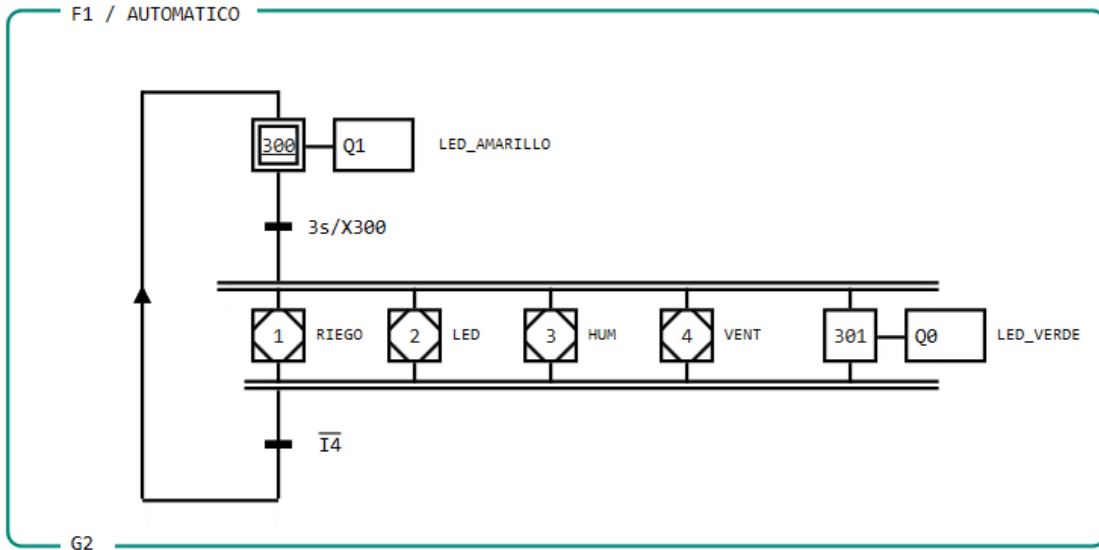 F1 / AUTOMATICO
300 Q1 LED_AMARILLO
3s/X300
1 RIEGO 2 LED 3 HUM 4 VENT 301 Q0 LED_VERDE
I4̅
G2